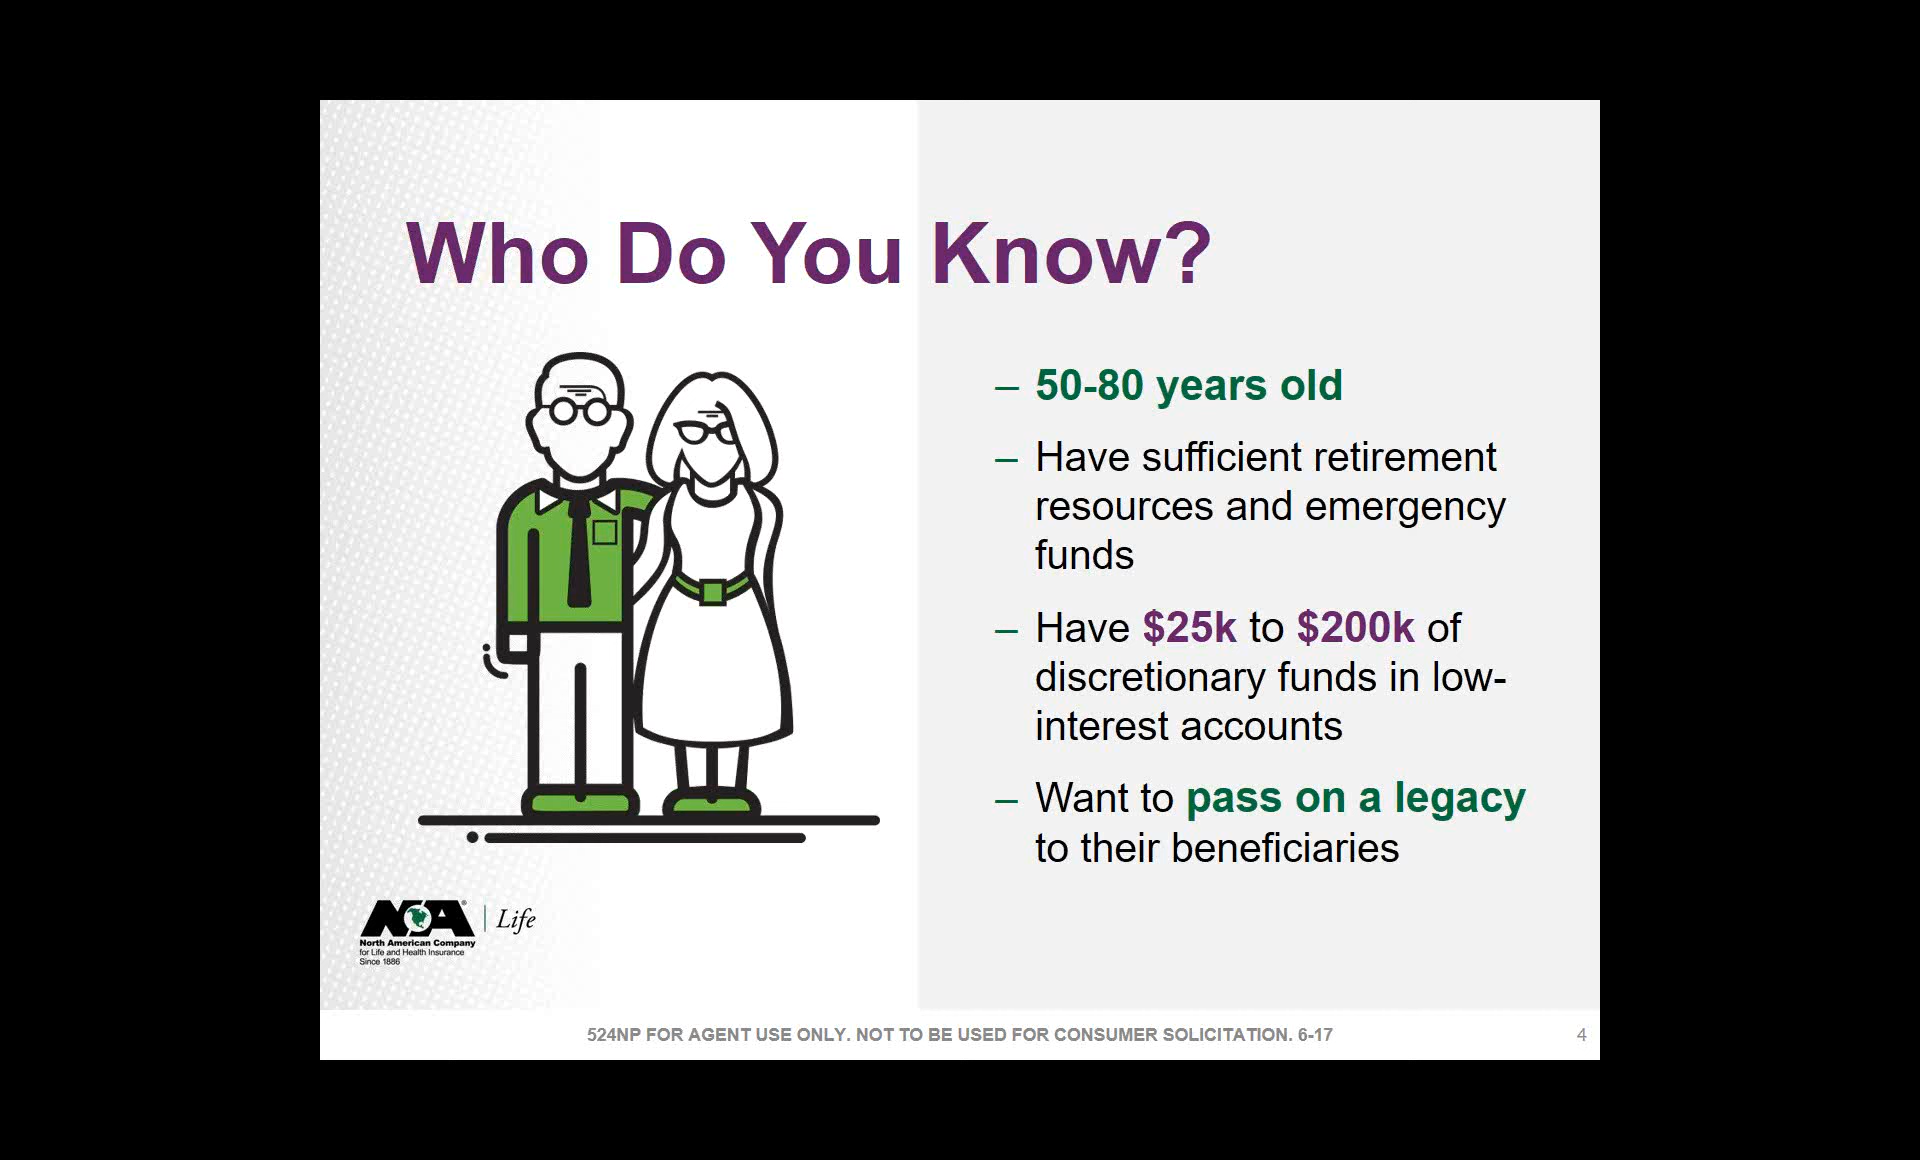 Who Do You Know?
– 50-80 years old
– Have sufficient retirement
resources and emergency
funds
– Have $25k to $200k of
discretionary funds in low-
interest accounts
– Want to pass on a legacy
to their beneficiaries
NA® | Life
North American Company
for Life and Health Insurance
Since 1886
524NP FOR AGENT USE ONLY. NOT TO BE USED FOR CONSUMER SOLICITATION. 6-17
4